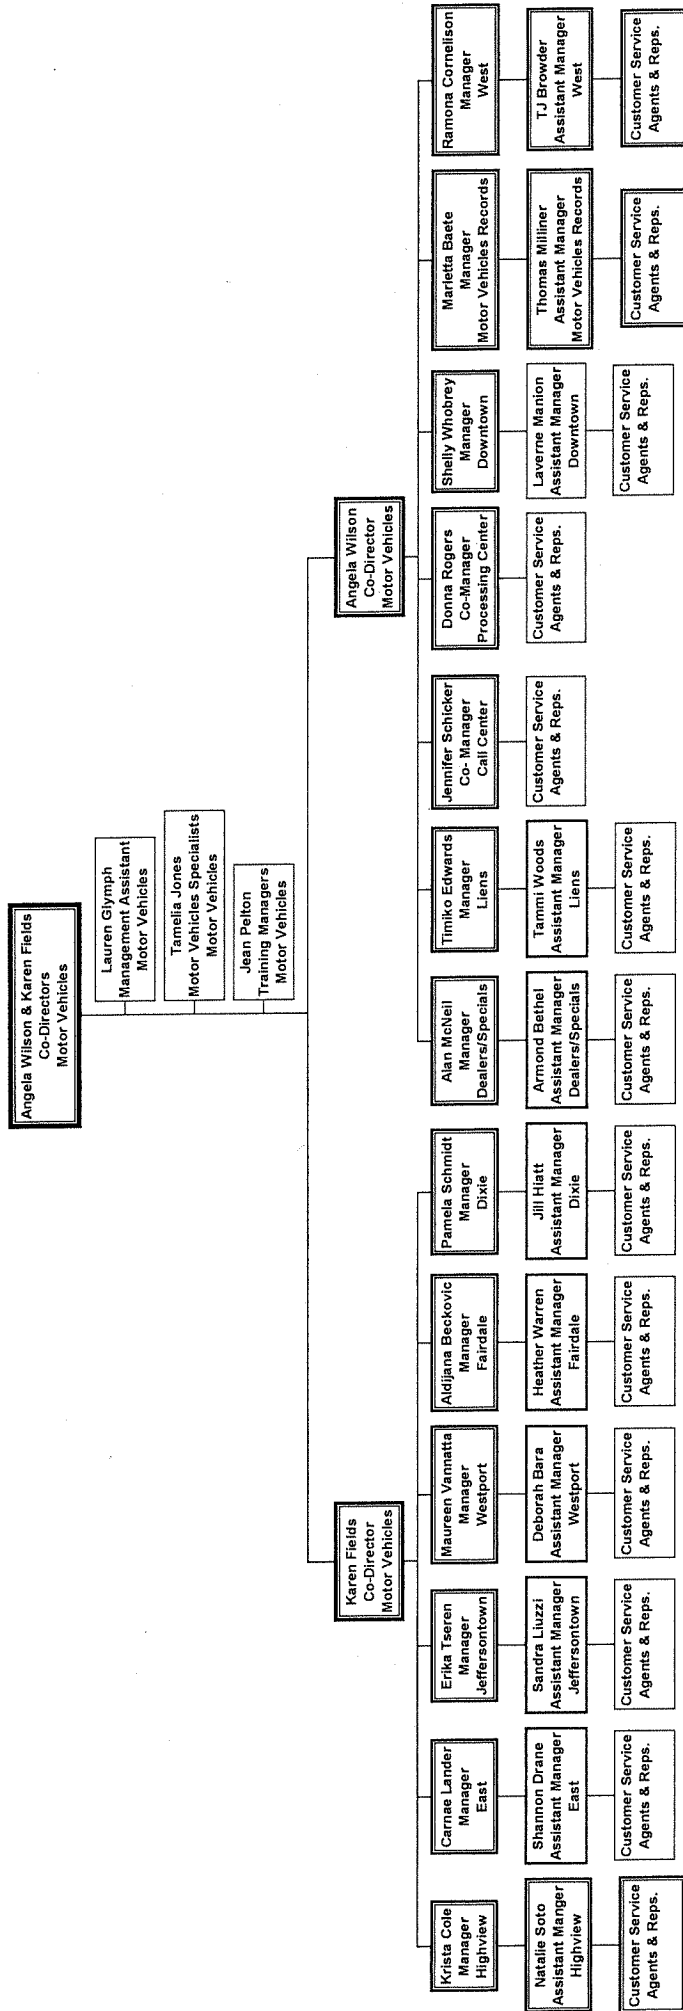 Angela Wilson & Karen Fields
Co-Directors
Motor Vehicles
Lauren Glymph
Management Assistant
Motor Vehicles
Tamelia Jones
Motor Vehicles Specialists
Motor Vehicles
Jean Pelton
Training Managers
Motor Vehicles
Karen Fields
Co-Director
Motor Vehicles
Angela Wilson
Co-Director
Motor Vehicles
Krista Cole
Manager
Highview
Carnae Lander
Manager
East
Erika Tseren
Manager
Jeffersontown
Maureen Vannatta
Manager
Westport
Aldijana Beckovic
Manager
Fairdale
Pamela Schmidt
Manager
Dixie
Alan McNeil
Manager
Dealers/Specials
Timiko Edwards
Manager
Liens
Jennifer Schicker
Co- Manager
Call Center
Donna Rogers
Co-Manager
Processing Center
Shelly Whobrey
Manager
Downtown
Marietta Baete
Manager
Motor Vehicles Records
Ramona Cornelison
Manager
West
Natalie Soto
Assistant Manger
Highview
Shannon Drane
Assistant Manager
East
Sandra Liuzzi
Assistant Manager
Jeffersontown
Deborah Bara
Assistant Manager
Westport
Heather Warren
Assistant Manager
Fairdale
Jill Hiatt
Assistant Manager
Dixie
Armond Bethel
Assistant Manager
Dealers/Specials
Tammi Woods
Assistant Manager
Liens
Customer Service
Agents & Reps.
Customer Service
Agents & Reps.
Laverne Manion
Assistant Manager
Downtown
Thomas Milliner
Assistant Manager
Motor Vehicles Records
TJ Browder
Assistant Manager
West
Customer Service
Agents & Reps.
Customer Service
Agents & Reps.
Customer Service
Agents & Reps.
Customer Service
Agents & Reps.
Customer Service
Agents & Reps.
Customer Service
Agents & Reps.
Customer Service
Agents & Reps.
Customer Service
Agents & Reps.
Customer Service
Agents & Reps.
Customer Service
Agents & Reps.
Customer Service
Agents & Reps.